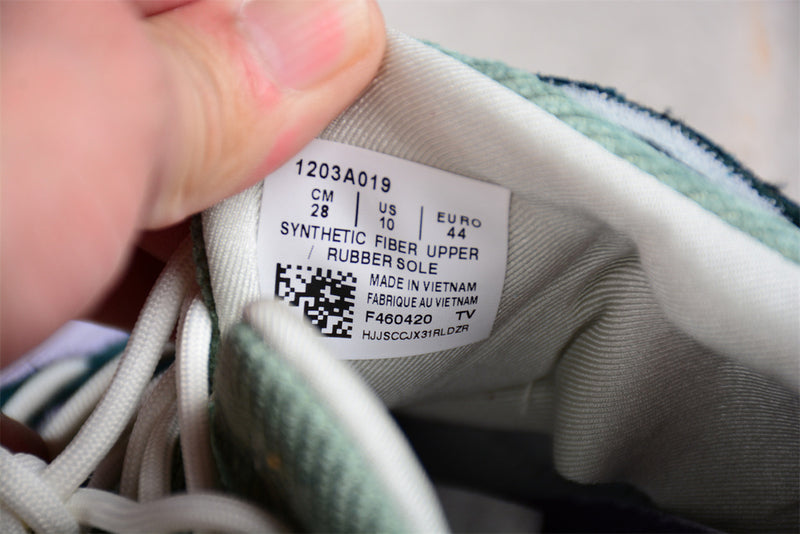 1203A019
CM | US | EURO
28 | 10 | 44
SYNTHETIC FIBER UPPER
/ RUBBER SOLE
MADE IN VIETNAM
FABRIQUE AU VIETNAM
F460420 TV
HJJSCCJX31RLDZR